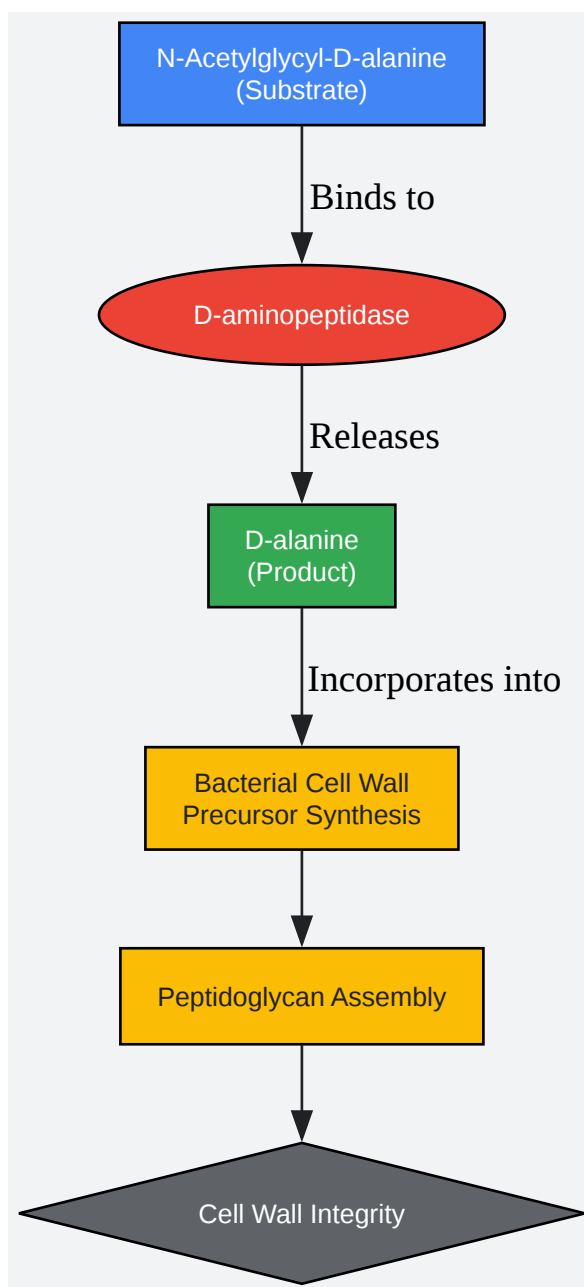 N-Acetylglycyl-D-alanine
(Substrate)
Binds to
D-aminopeptidase
Releases
D-alanine
(Product)
Incorporates into
Bacterial Cell Wall
Precursor Synthesis
Peptidoglycan Assembly
Cell Wall Integrity